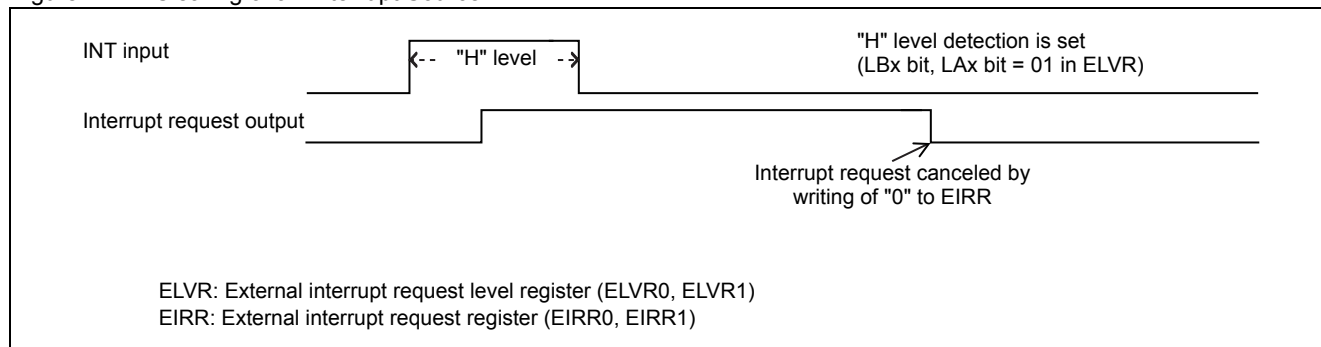 INT input
"H" level
"H" level detection is set
(LBx bit, LAx bit = 01 in ELVR)
Interrupt request output
Interrupt request canceled by
writing of "0" to EIRR
ELVR: External interrupt request level register (ELVR0, ELVR1)
EIRR: External interrupt request register (EIRR0, EIRR1)